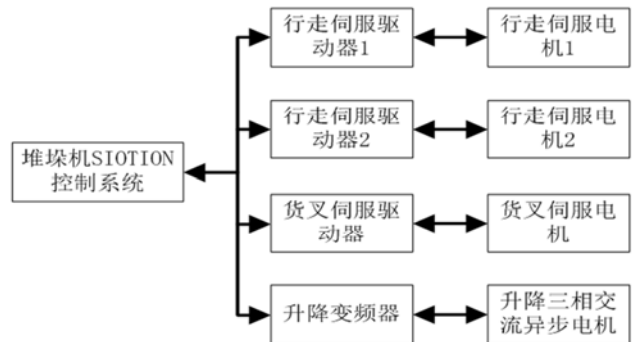 行走伺服驱
动器1
行走伺服电
机1
行走伺服驱
动器2
行走伺服电
机2
堆垛机SIOTION
控制系统
货叉伺服驱
动器
货叉伺服电
机
升降变频器
升降三相交
流异步电机